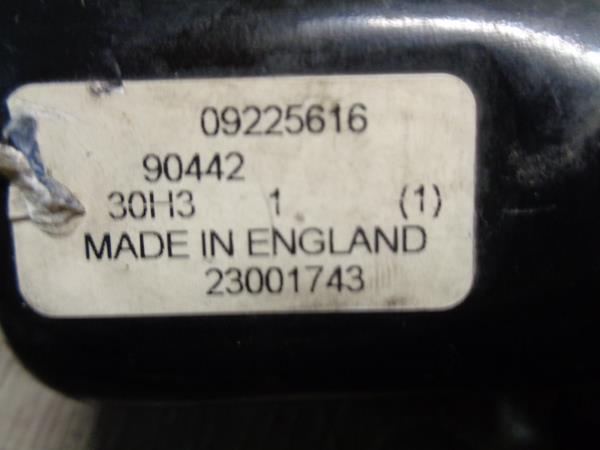 09225616
90442
30H3 1 (1)
MADE IN ENGLAND
23001743